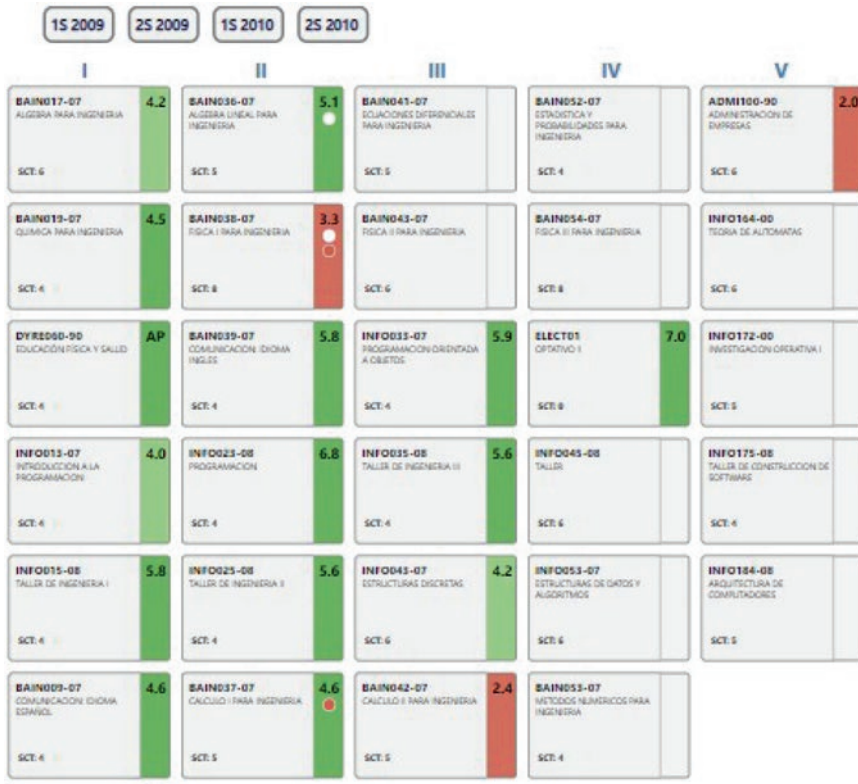 1S 2009 2S 2009 1S 2010 2S 2010
I II III IV V
BAIN017-07 4.2
ALGEBRA PARA INGENIERIA
SCT: 6
BAIN036-07 5.1
ALGEBRA LINEAL PARA
INGENIERIA
SCT: 5
BAIN041-07
ECUACIONES DIFERENCIALES
PARA INGENIERIA
SCT: 5
BAIN052-07
ESTADISTICA Y
PROBABILIDADES PARA
INGENIERIA
SCT: 4
ADMI100-90 2.0
ADMINISTRACION DE
EMPRESAS
SCT: 6
BAIN019-07 4.5
QUIMICA PARA INGENIERIA
SCT: 4
BAIN038-07 3.3
FISICA I PARA INGENIERIA
SCT: 8
BAIN043-07
FISICA II PARA INGENIERIA
SCT: 6
BAIN054-07
FISICA III PARA INGENIERIA
SCT: 8
INFO164-00
TEORIA DE AUTOMATAS
SCT: 6
DYRE060-90 AP
EDUCACIÓN FISICA Y SALUD
SCT: 4
BAIN039-07 5.8
COMUNICACION: IDIOMA
INGLES
SCT: 4
INFO033-07 5.9
PROGRAMACION ORIENTADA
A OBJETOS
SCT: 4
ELECT01 7.0
OPTATIVO I
SCT: 0
INFO172-00
INVESTIGACION OPERATIVA I
SCT: 5
INFO013-07 4.0
INTRODUCCION A LA
PROGRAMACION
SCT: 4
INFO023-08 6.8
PROGRAMACION
SCT: 4
INFO035-08 5.6
TALLER DE INGENIERIA III
SCT: 4
INFO045-08
TALLER
SCT: 6
INFO175-08
TALLER DE CONSTRUCCION DE
SOFTWARE
SCT: 4
INFO015-08 5.8
TALLER DE INGENIERIA I
SCT: 4
INFO025-08 5.6
TALLER DE INGENIERIA II
SCT: 4
INFO043-07 4.2
ESTRUCTURAS DISCRETAS
SCT: 6
INFO053-07
ESTRUCTURAS DE DATOS Y
ALGORITMOS
SCT: 6
INFO184-08
ARQUITECTURA DE
COMPUTADORES
SCT: 5
BAIN009-07 4.6
COMUNICACION: IDIOMA
ESPAÑOL
SCT: 4
BAIN037-07 4.6
CALCULO I PARA INGENIERIA
SCT: 5
BAIN042-07 2.4
CALCULO II PARA INGENIERIA
SCT: 5
BAIN053-07
METODOS NUMERICOS PARA
INGENIERIA
SCT: 4